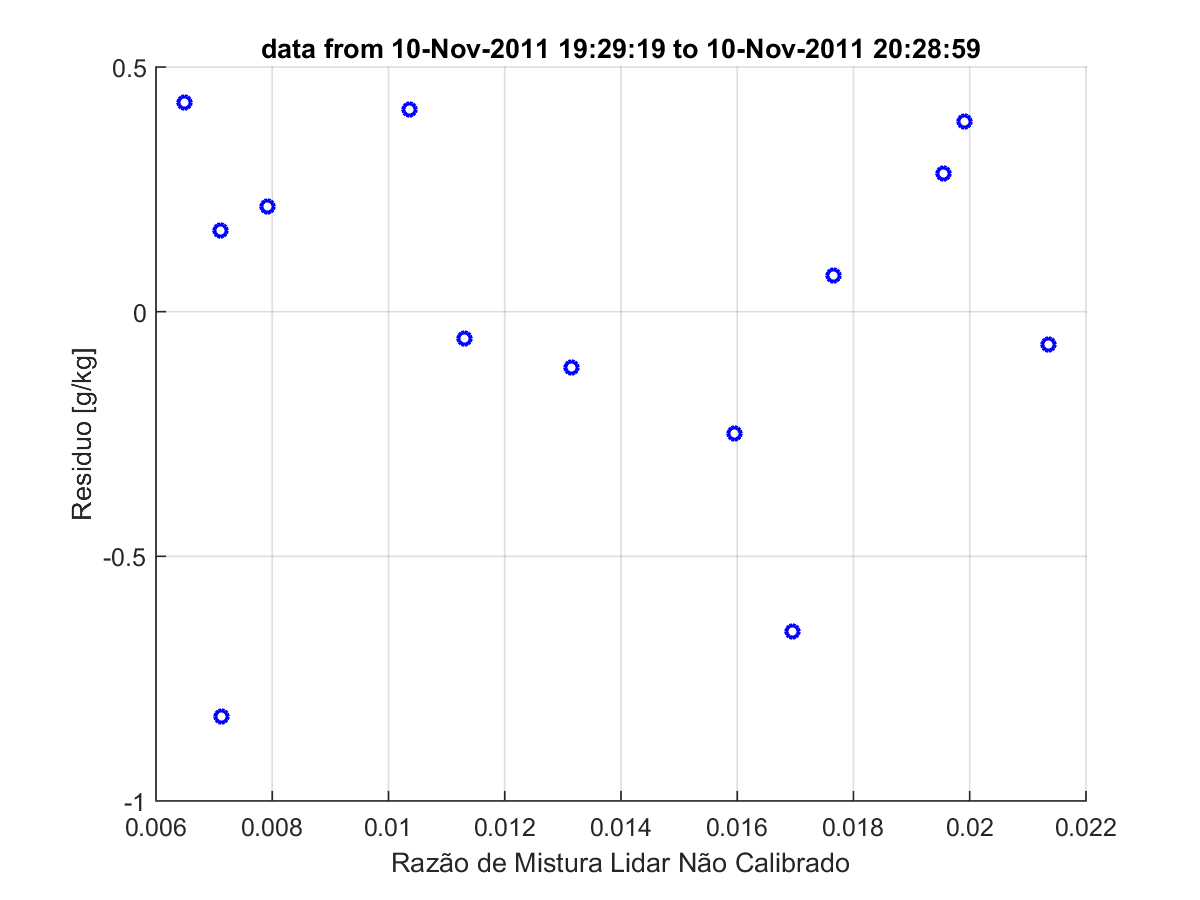 data from 10-Nov-2011 19:29:19 to 10-Nov-2011 20:28:59
0.5
0
-0.5
-1
Residuo [g/kg]
0.006 0.008 0.01 0.012 0.014 0.016 0.018 0.02 0.022
Razão de Mistura Lidar Não Calibrado